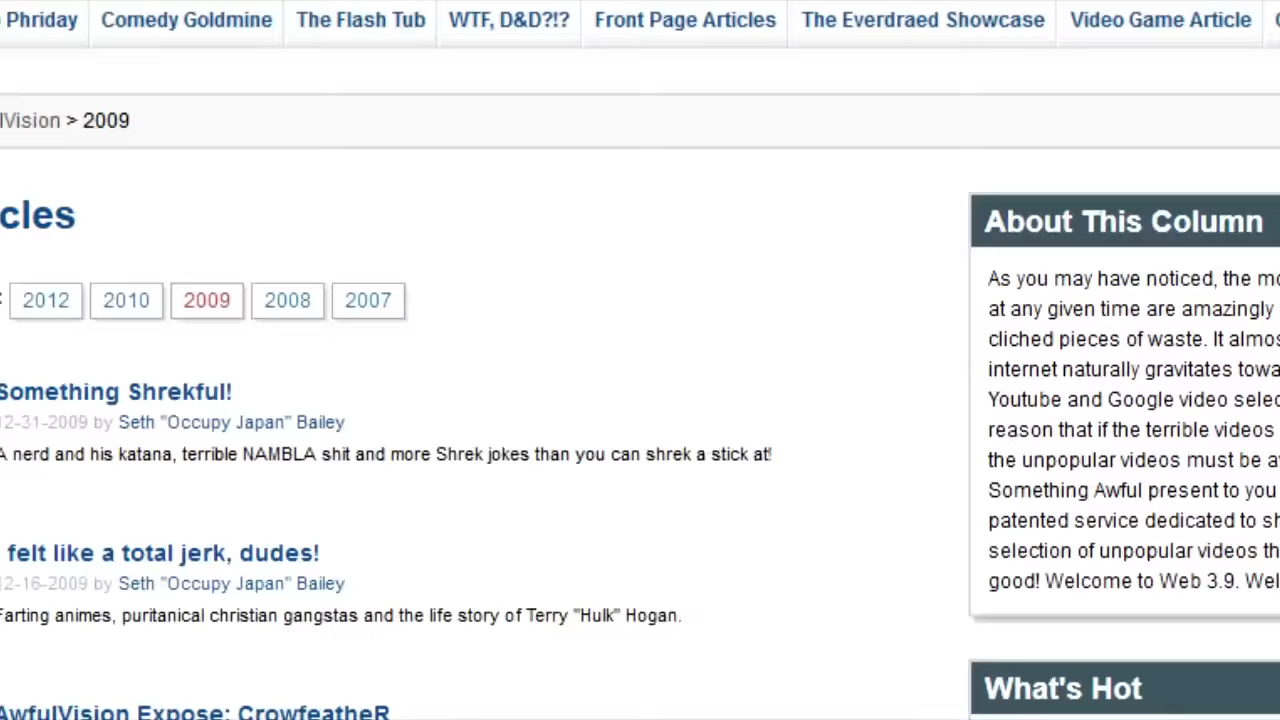 Phriday Comedy Goldmine The Flash Tub WTF, D&D?!? Front Page Articles The Everdraed Showcase Video Game Article
lVision > 2009
cles
: 2012 2010 2009 2008 2007
Something Shrekful!
12-31-2009 by Seth "Occupy Japan" Bailey
A nerd and his katana, terrible NAMBLA shit and more Shrek jokes than you can shrek a stick at!
felt like a total jerk, dudes!
12-16-2009 by Seth "Occupy Japan" Bailey
Farting animes, puritanical christian gangstas and the life story of Terry "Hulk" Hogan.
AwfulVision Expose: CrowfeatheR
About This Column
As you may have noticed, the mo
at any given time are amazingly
cliched pieces of waste. It almos
internet naturally gravitates towa
Youtube and Google video selec
reason that if the terrible videos
the unpopular videos must be a
Something Awful present to you
patented service dedicated to sh
selection of unpopular videos th
good! Welcome to Web 3.9. Wel
What's Hot